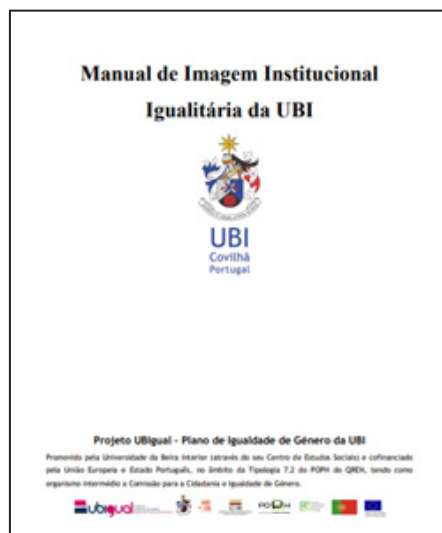 Manual de Imagem Institucional
Igualitária da UBI
UBI
Covilhã
Portugal
Projeto UBIgual - Plano de Igualdade de Género da UBI
Promovido pela Universidade da Beira Interior (através do seu Centro de Estudos Sociais) e cofinanciado
pela União Europeia e Estado Português, no âmbito da Tipologia 7.2 do POPH do QREN, tendo como
organismo intermédio a Comissão para a Cidadania e Igualdade de Género.
ubigual
POPH